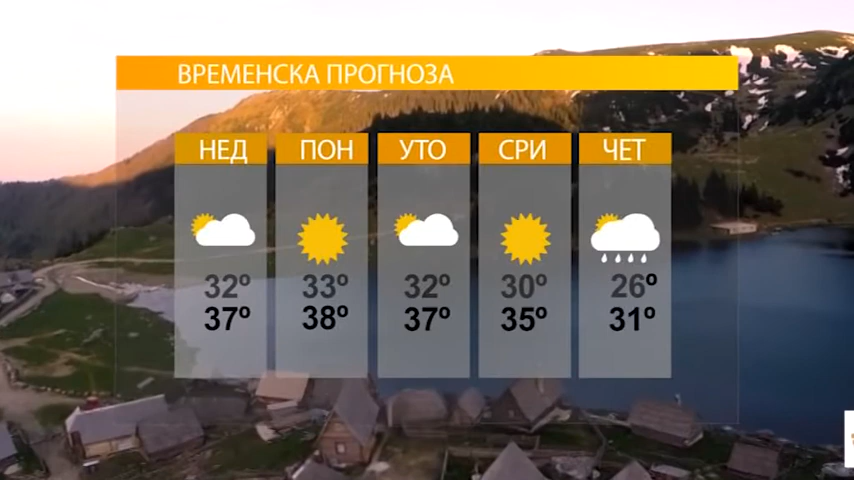 ВРЕМЕНСКА ПРОГНОЗА
НЕД ПОН УТО СРИ ЧЕТ
32º 33º 32º 30º 26º
37º 38º 37º 35º 31º